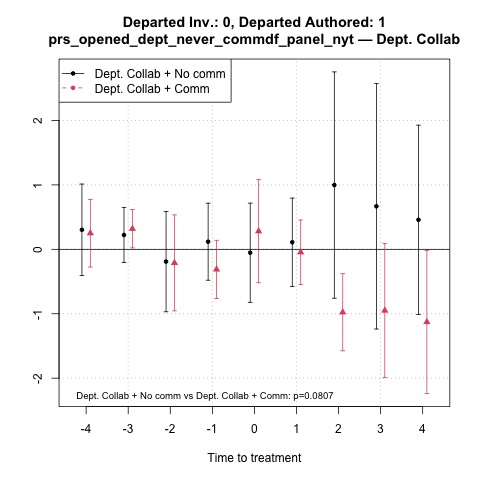 Departed Inv.: 0, Departed Authored: 1
prs_opened_dept_never_commdf_panel_nyt — Dept. Collab
Dept. Collab + No comm
Dept. Collab + Comm
2
1
0
-1
-2
Dept. Collab + No comm vs Dept. Collab + Comm: p=0.0807
-4 -3 -2 -1 0 1 2 3 4
Time to treatment